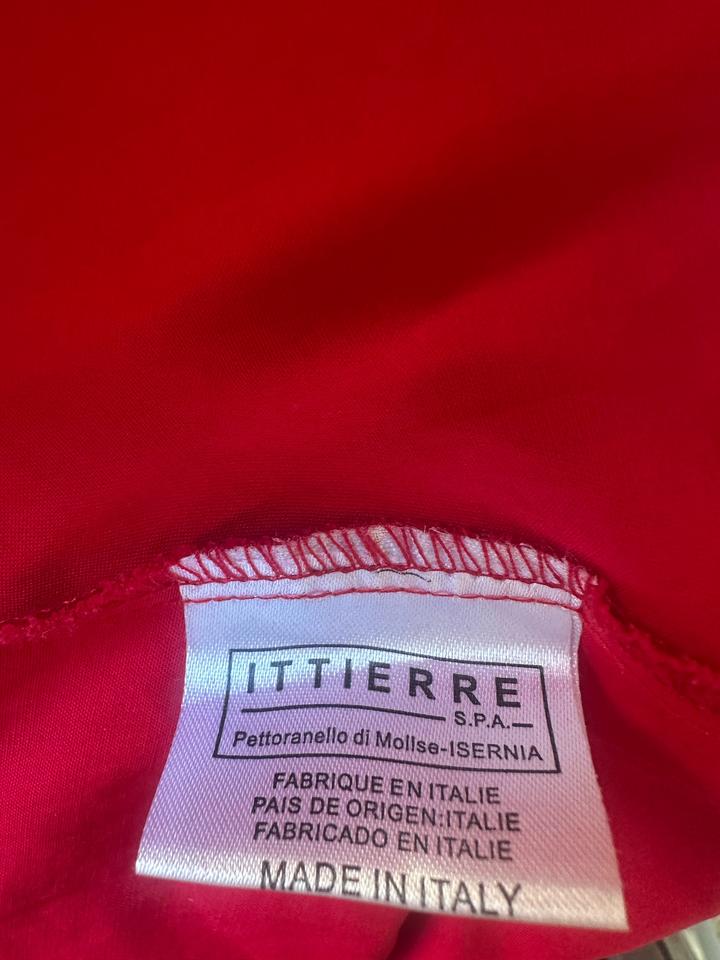 ITTIERRE
S.P.A.
Pettoranello di Molise-ISERNIA
FABRIQUE EN ITALIE
PAIS DE ORIGEN:ITALIE
FABRICADO EN ITALIE
MADE IN ITALY